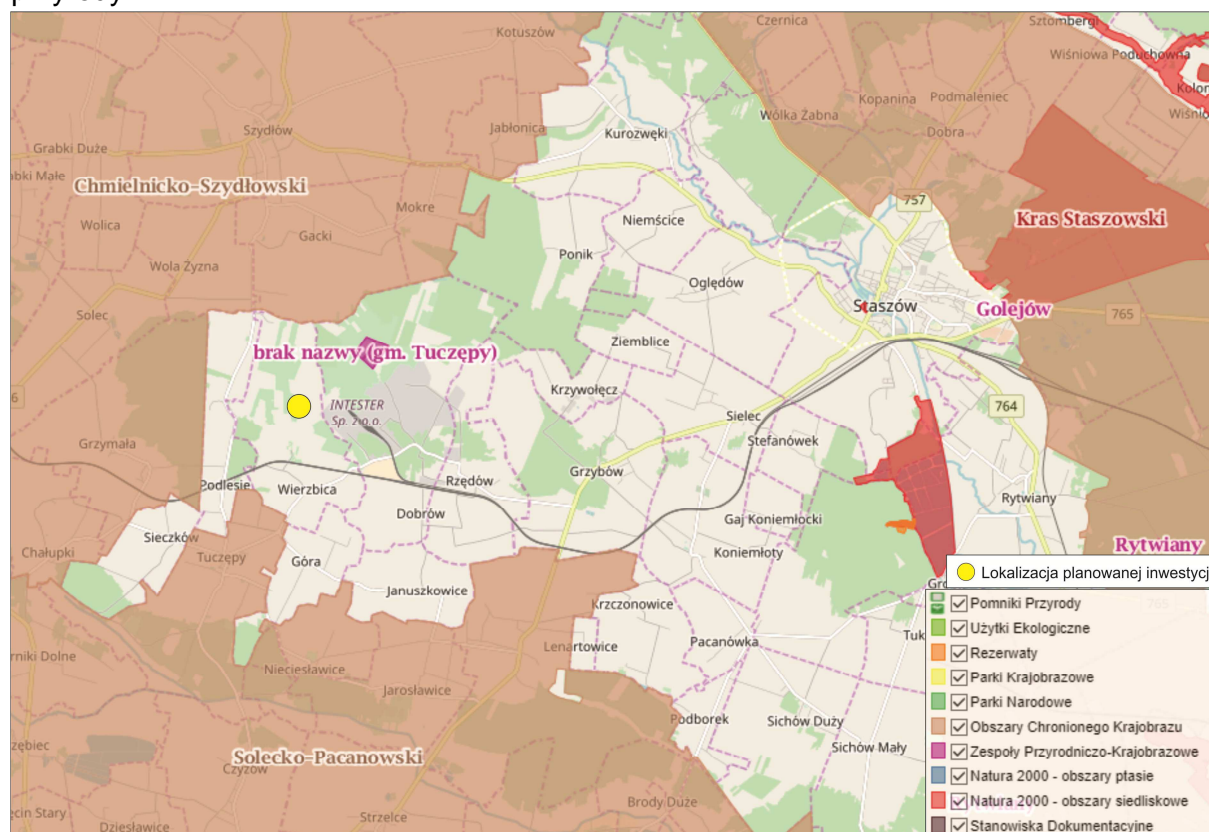 Kotuszów
Czernica
Sztombergi
Wiśniowa Poduchowna
Kopanina
Podmaleniec
Wólka Żabna
Dobra
Szydłów
Jabłonica
Kurozwęki
Grabki Duże
Chmielnicko-Szydłowski
Mokre
757
Wolica
Gacki
Niemścice
Kras Staszowski
Ponik
Wola Żyzna
Oględów
Solec
Staszów
Golejów
765
Ziemblice
brak nazwy (gm. Tuczępy)
Krzywołęcz
INTESTER
Sp. z o.o.
764
Sielec
Stefanówek
Grzymała
Grzybów
Podlesie
Wierzbica
Rzędów
Rytwiany
Dobrów
Gaj Koniemłocki
Sieczków
Chałupki
Tuczępy
Góra
Koniemłoty
Rytwiany
Lokalizacja planowanej inwestycj
Januszkowice
Krzczonowice
Pomniki Przyrody
Użytki Ekologiczne
Lenartowice
Pacanówka
Rezerwaty
Nieciesławice
Parki Krajobrazowe
Jarosławice
Parki Narodowe
Podborek
Sichów Duży
Obszary Chronionego Krajobrazu
Sichów Mały
Zespoły Przyrodniczo-Krajobrazowe
Solecko-Pacanowski
Czyżów
Natura 2000 - obszary ptasie
Brody Duże
Natura 2000 - obszary siedliskowe
Strzelce
Dziesławice
Stanowiska Dokumentacyjne